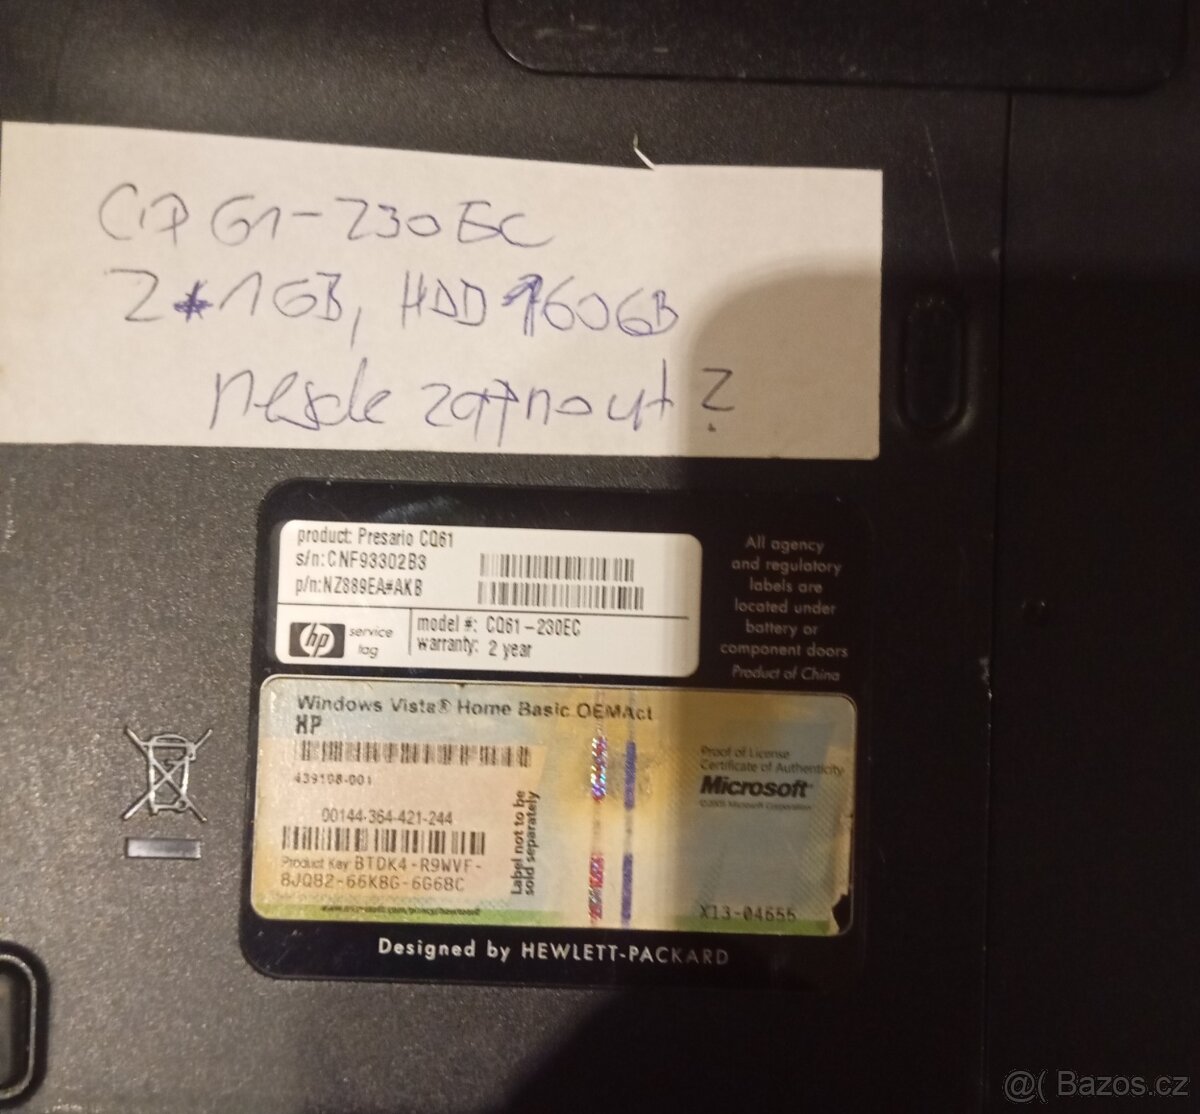 CQ61-230EC
2*1GB, HDD 160GB
nejde zapnout?
product: Presario CQ61
s/n: CNF93302B3
p/n: NZ889EA#AKB
hp service tag
model #: CQ61-230EC
warranty: 2 year
All agency
and regulatory
labels are
located under
battery or
component doors
Product of China
Windows Vista® Home Basic OEMAct
HP
439108-001
00144-364-421-244
Product Key BTDK4-R9WVF-
8JQB2-66K8G-6G68C
Label not to be
sold separately
Proof of License
Certificate of Authenticity
Microsoft®
X13-04655
Designed by HEWLETT-PACKARD
@( Bazos.cz